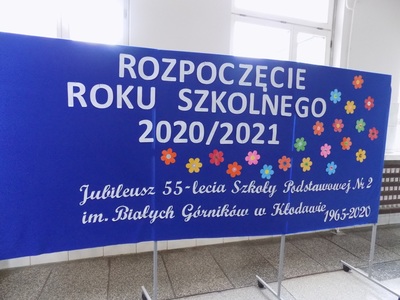 ROZPOCZĘCIE
ROKU SZKOLNEGO
2020/2021
Jubileusz 55-lecia Szkoły Podstawowej Nr 2
im. Białych Górników w Kłodawie
1965-2020